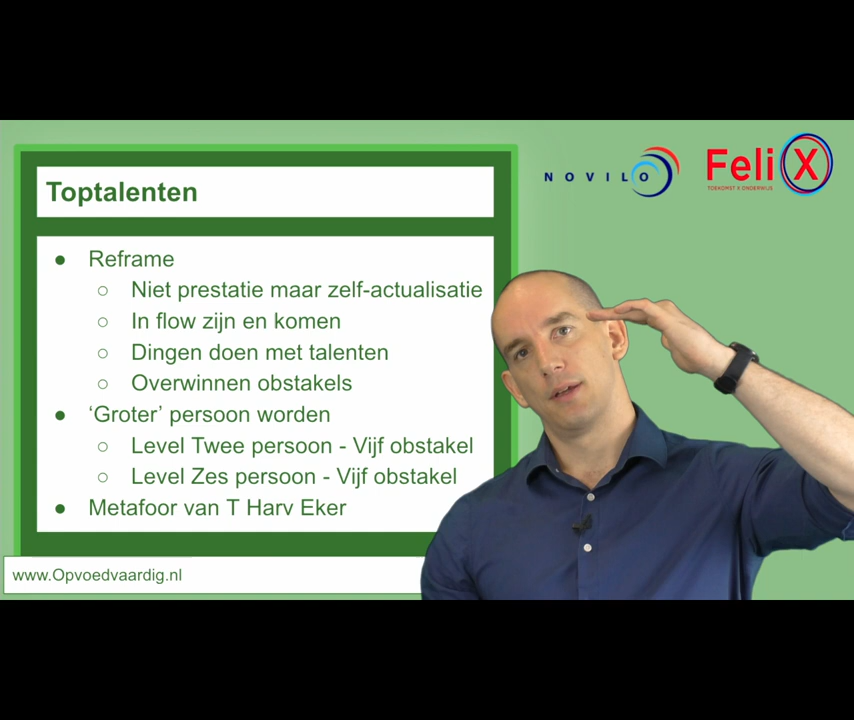 Toptalenten
NOVILO
FeliX
TOEKOMST X ONDERWIJS
● Reframe
○ Niet prestatie maar zelf-actualisatie
○ In flow zijn en komen
○ Dingen doen met talenten
○ Overwinnen obstakels
● ‘Groter’ persoon worden
○ Level Twee persoon - Vijf obstakel
○ Level Zes persoon - Vijf obstakel
● Metafoor van T Harv Eker
www.Opvoedvaardig.nl